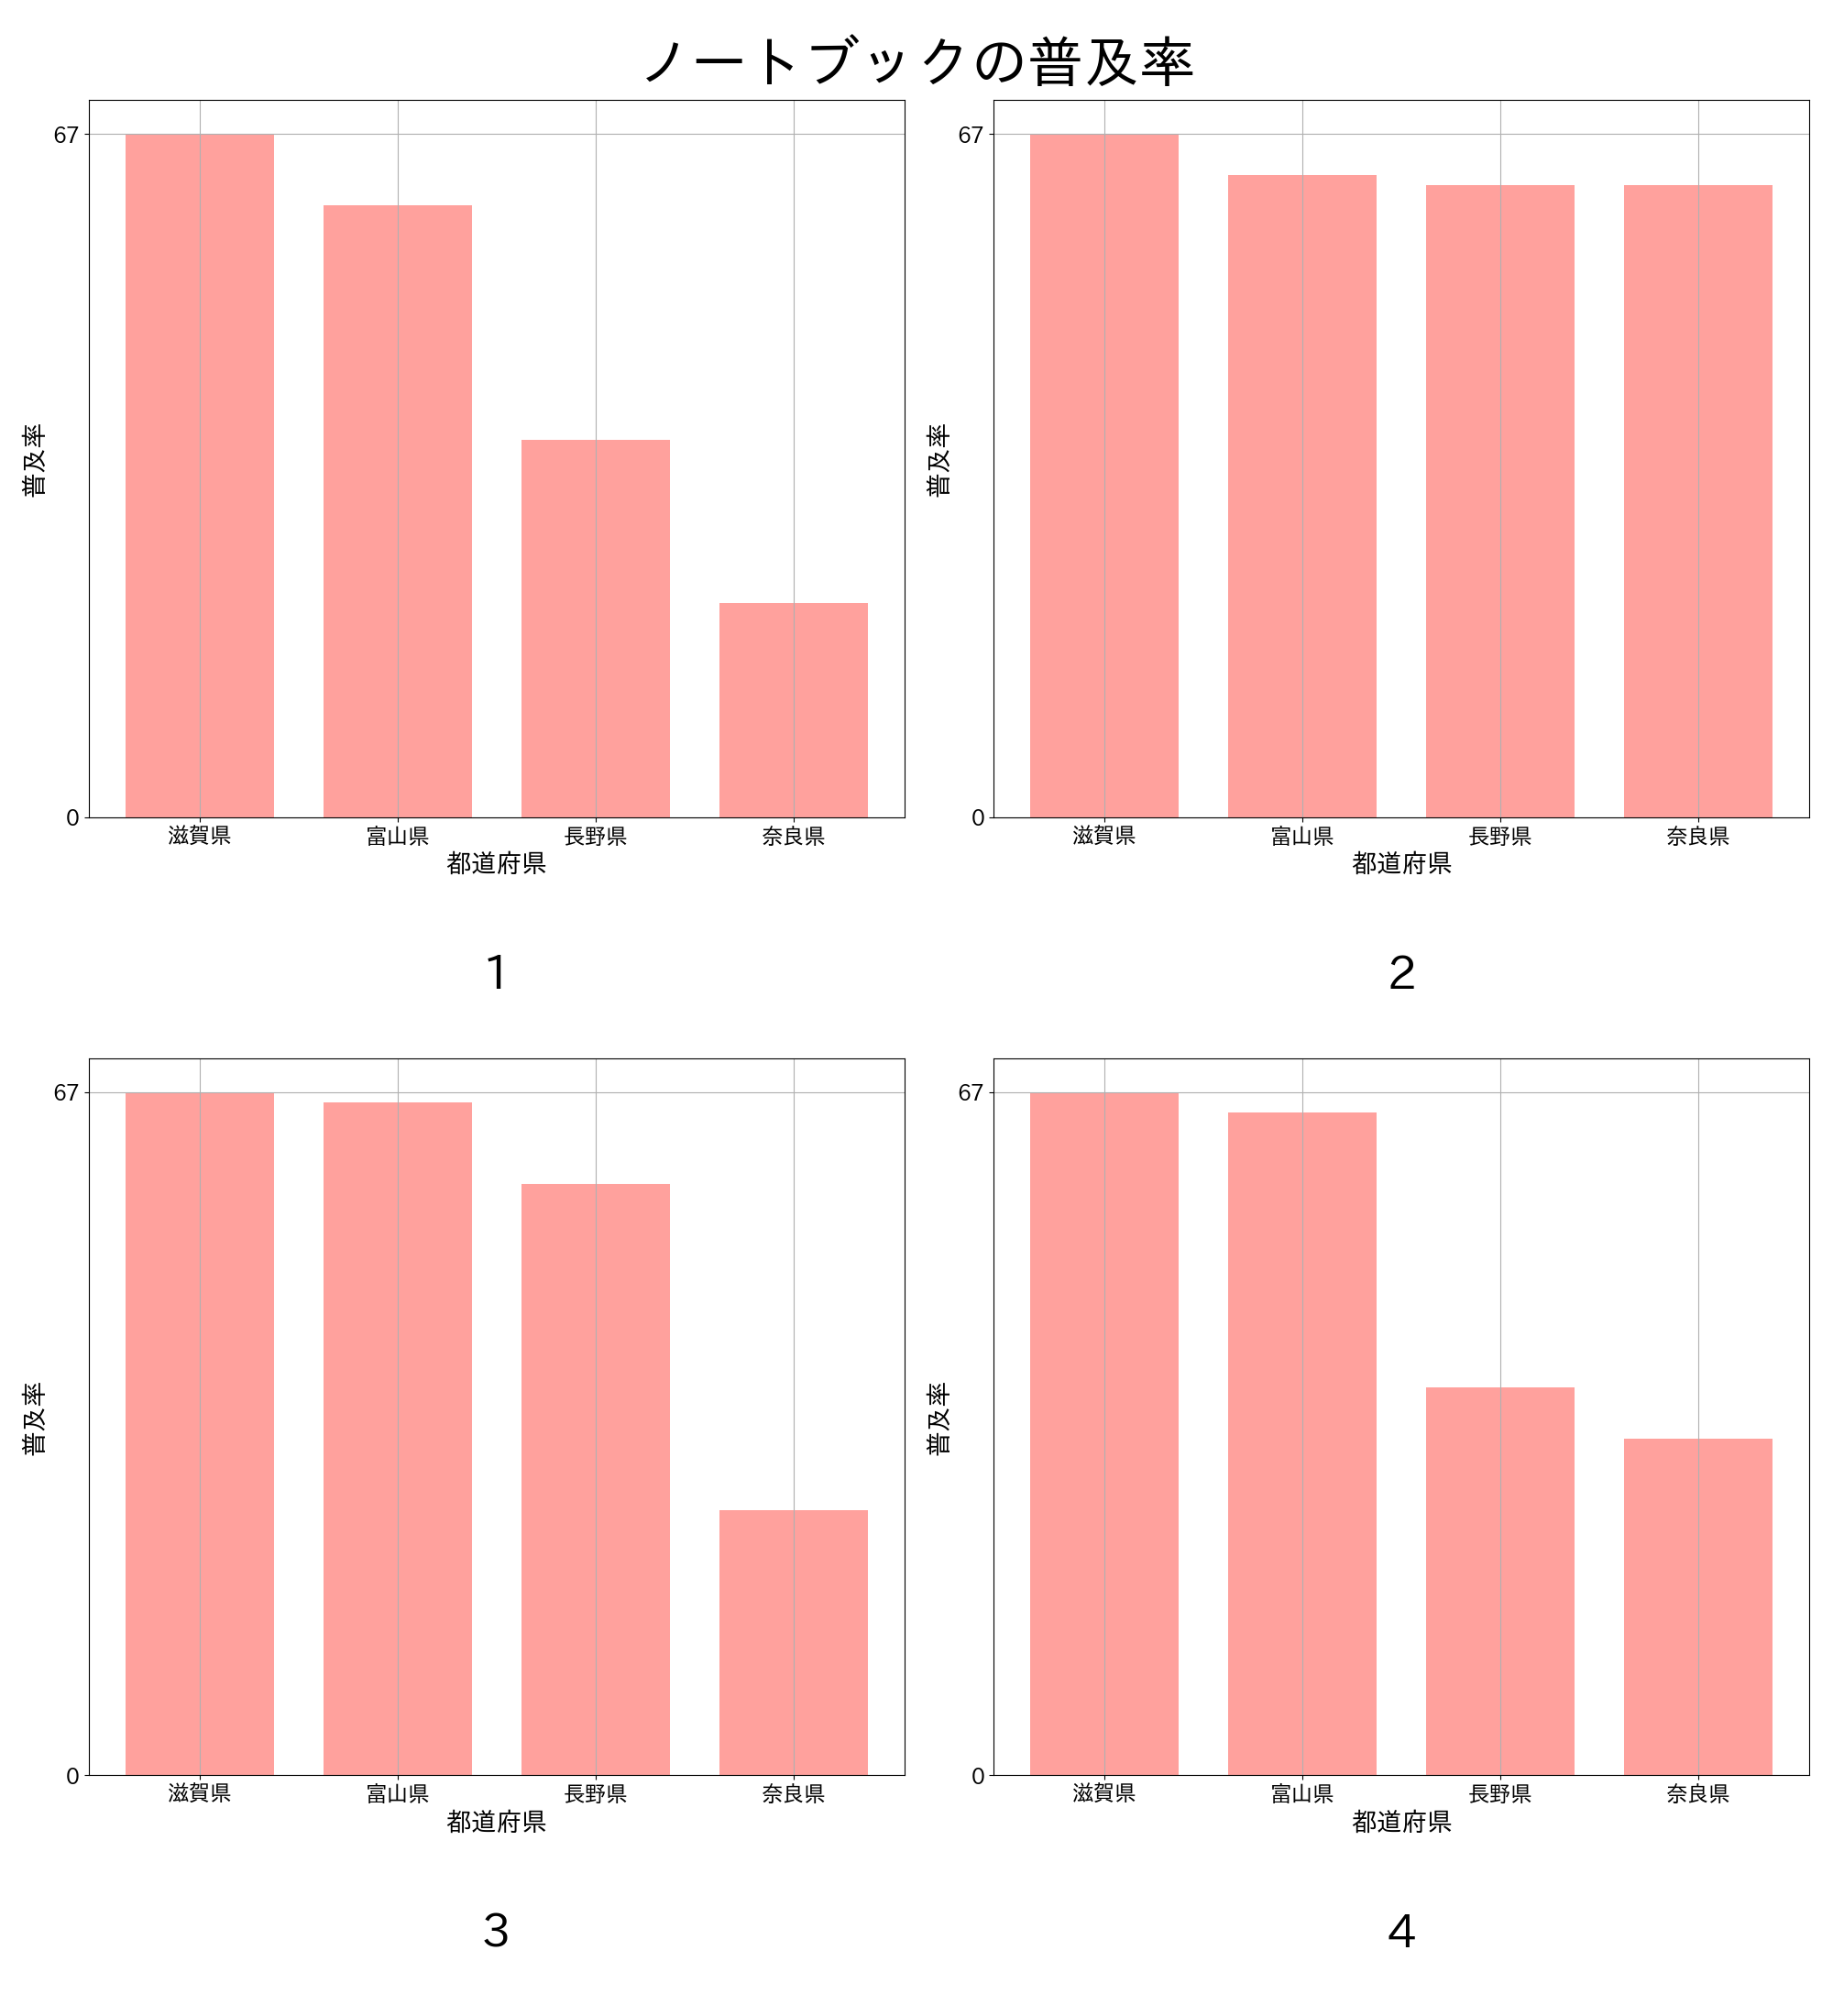 ノートブックの普及率
67
0
普及率
滋賀県 富山県 長野県 奈良県
都道府県
1
67
0
普及率
滋賀県 富山県 長野県 奈良県
都道府県
2
67
0
普及率
滋賀県 富山県 長野県 奈良県
都道府県
3
67
0
普及率
滋賀県 富山県 長野県 奈良県
都道府県
4